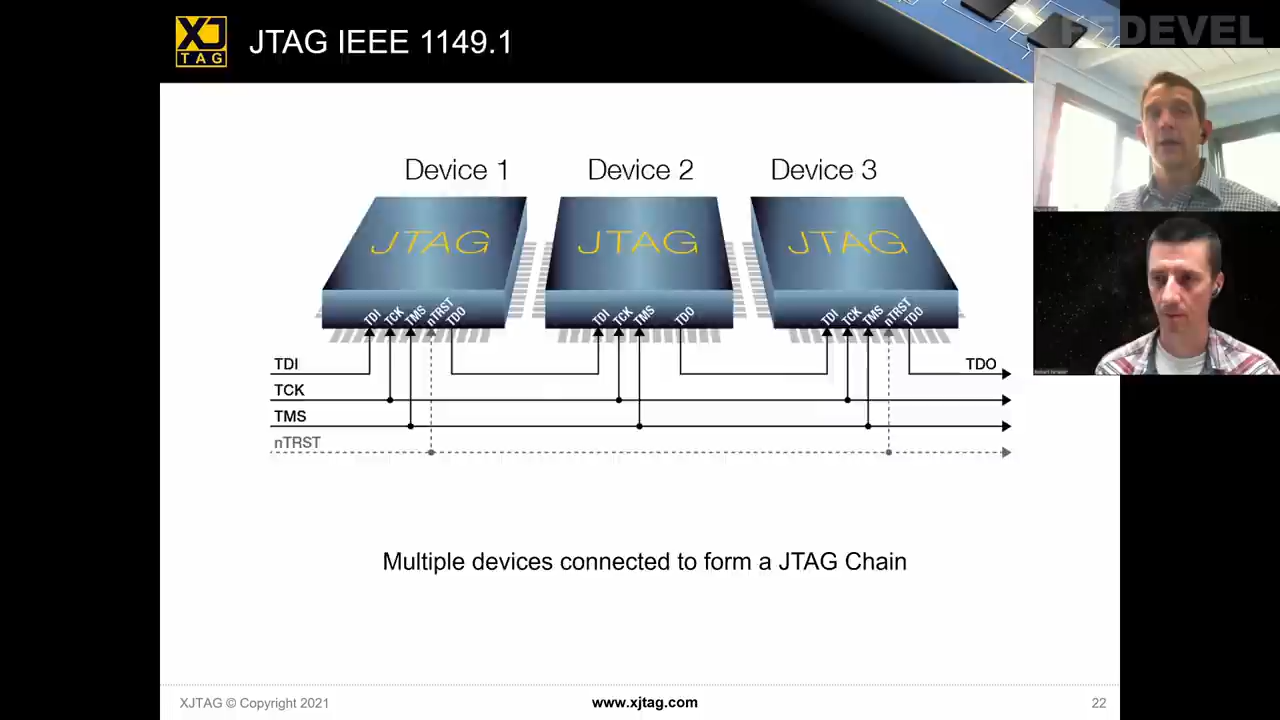 XJ
TAG
JTAG IEEE 1149.1
FEDEVEL
Device 1
Device 2
Device 3
JTAG
JTAG
JTAG
TDI
TCK
TMS
nTRST
TDO
TDI
TCK
TMS
TDO
TDI
TCK
TMS
nTRST
TDO
TDI
TDO
TCK
TMS
nTRST
Multiple devices connected to form a JTAG Chain
XJTAG © Copyright 2021
www.xjtag.com
22